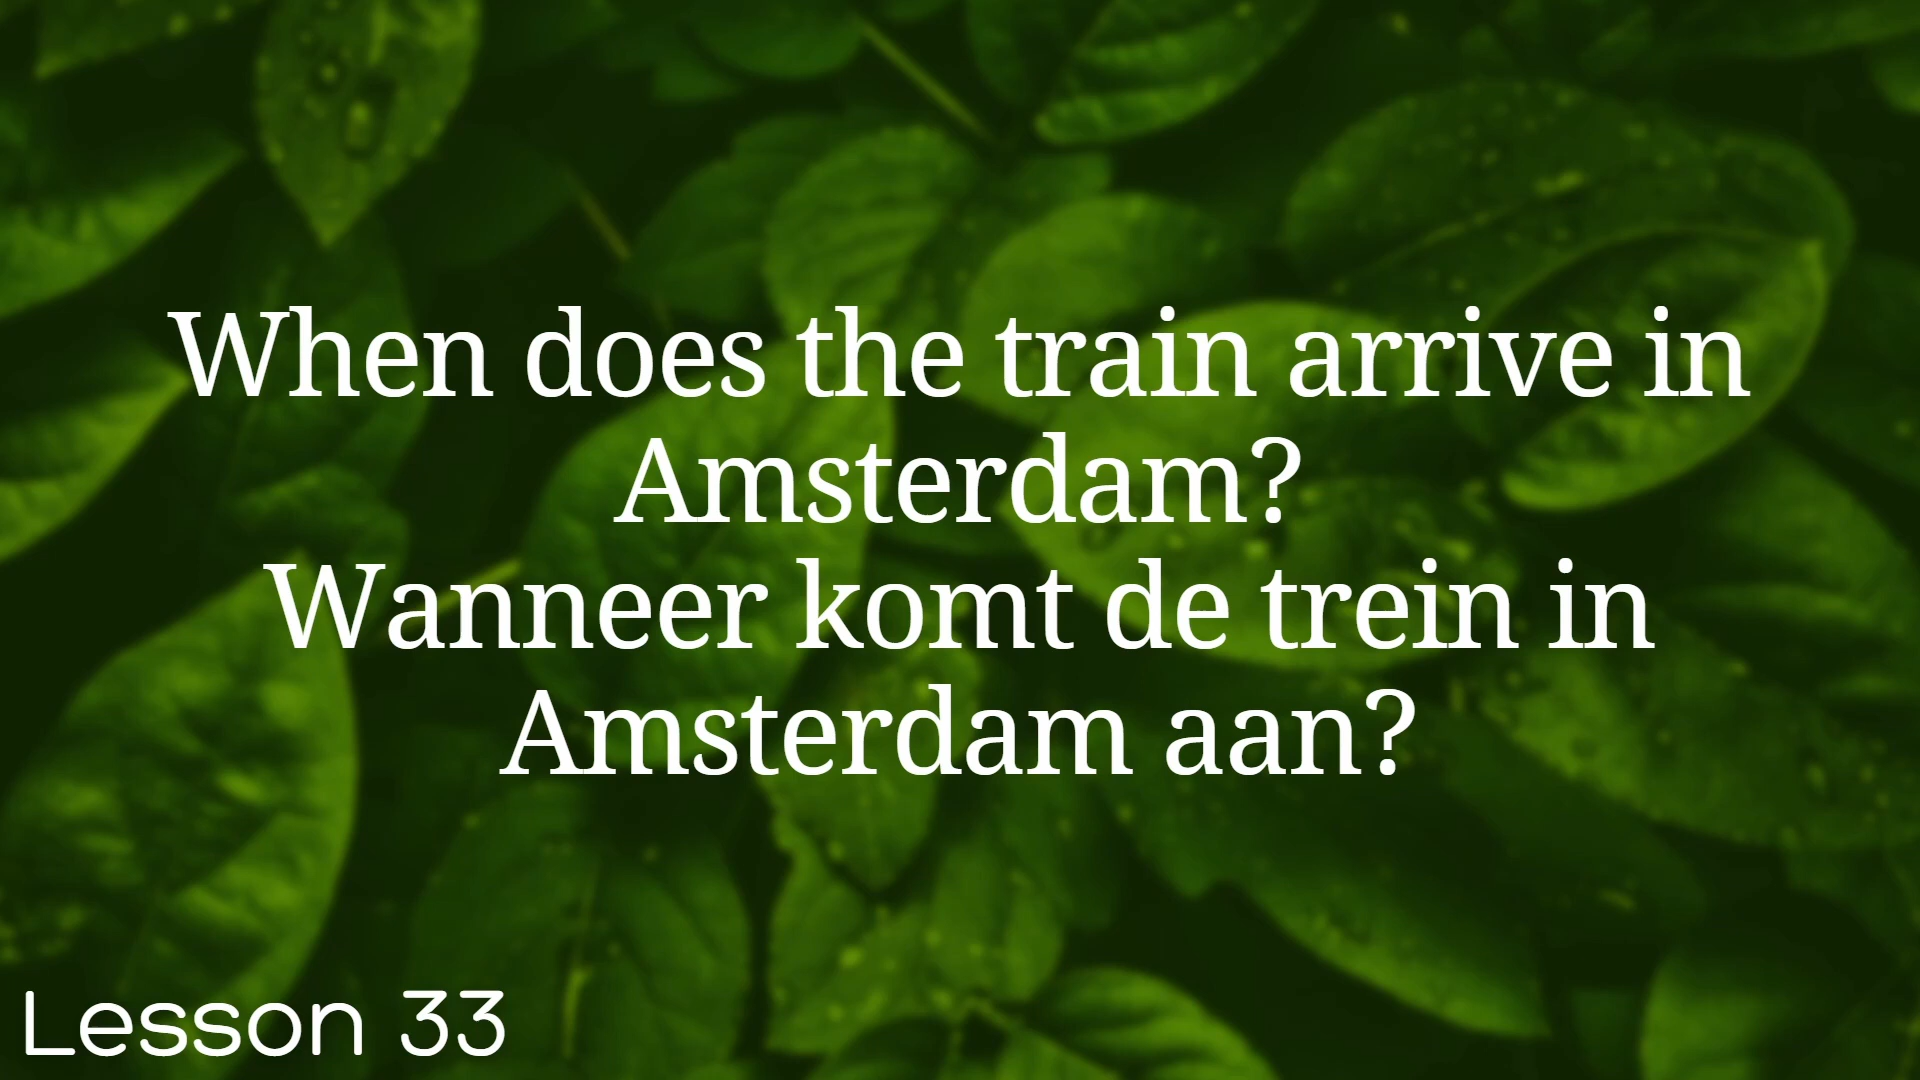 When does the train arrive in
Amsterdam?
Wanneer komt de trein in
Amsterdam aan?
Lesson 33